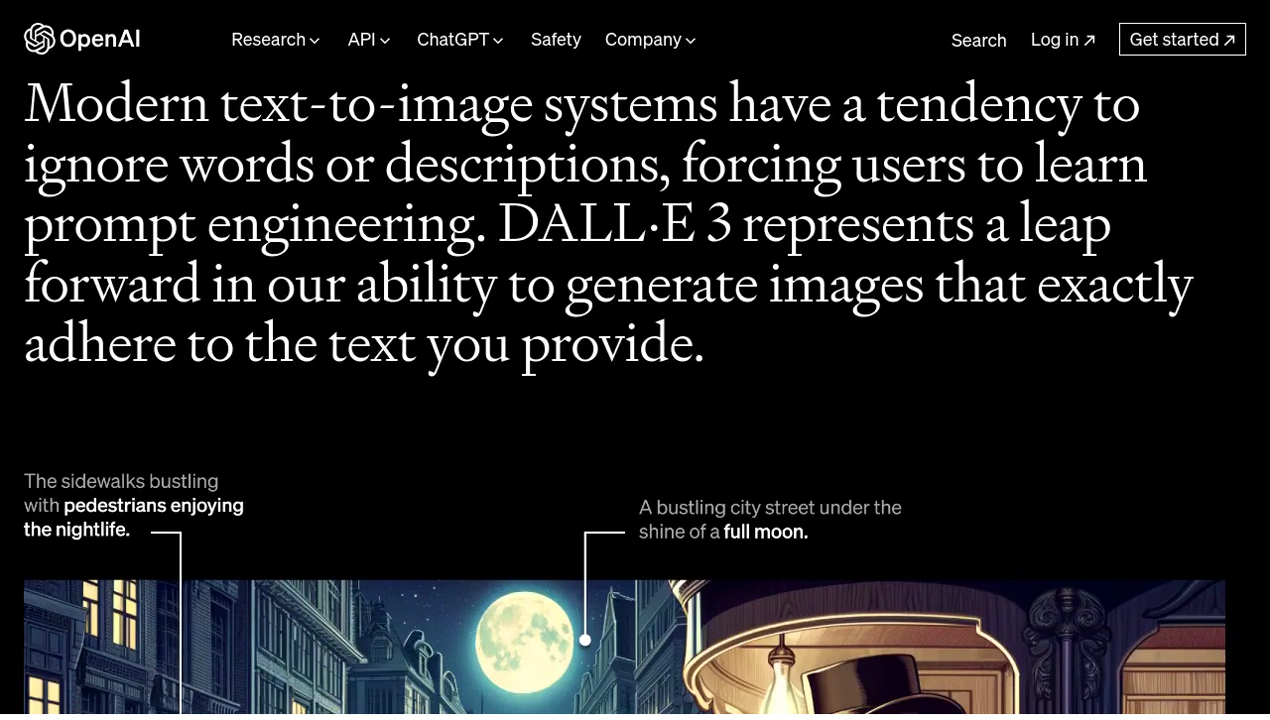 OpenAI
Research API ChatGPT Safety Company
Search Log in Get started
Modern text-to-image systems have a tendency to
ignore words or descriptions, forcing users to learn
prompt engineering. DALL·E 3 represents a leap
forward in our ability to generate images that exactly
adhere to the text you provide.
The sidewalks bustling
with pedestrians enjoying
the nightlife.
A bustling city street under the
shine of a full moon.